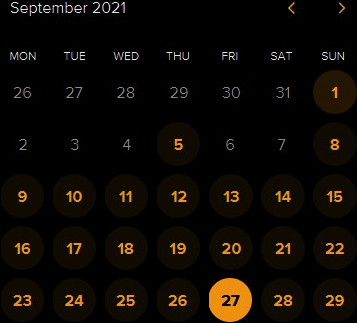 September 2021
MON TUE WED THU FRI SAT SUN
26 27 28 29 30 31 1
2 3 4 5 6 7 8
9 10 11 12 13 14 15
16 17 18 19 20 21 22
23 24 25 26 27 28 29